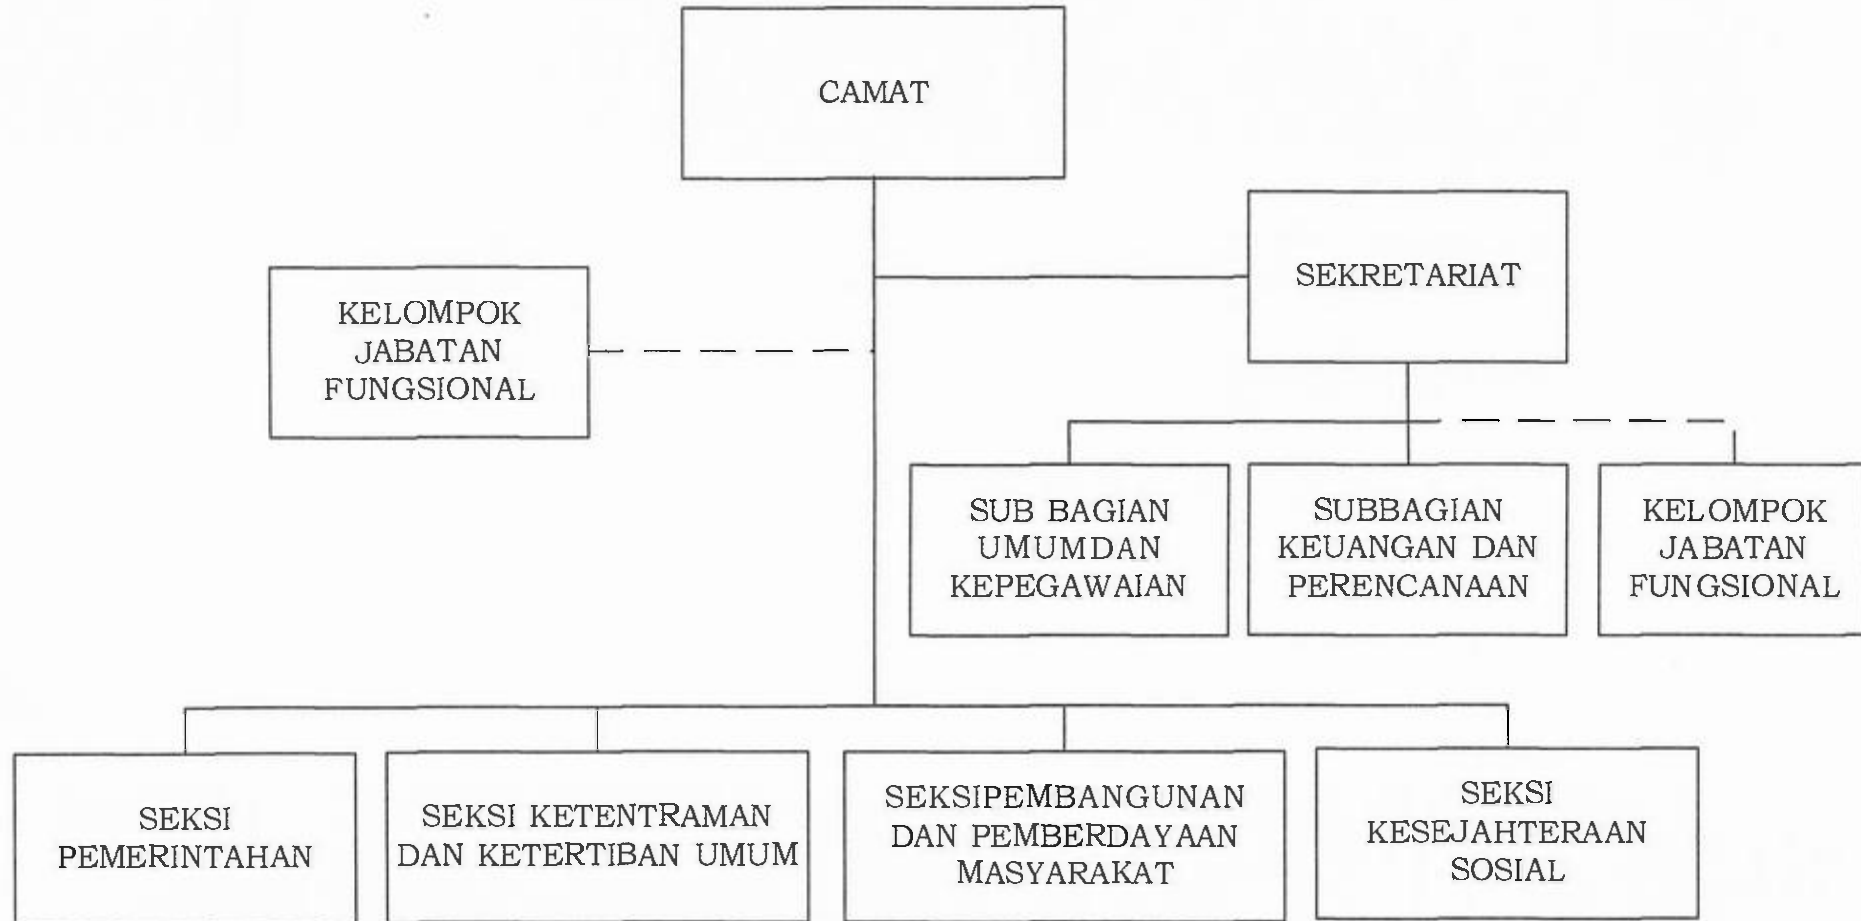 CAMAT
SEKRETARIAT
KELOMPOK
JABATAN
FUNGSIONAL
SUB BAGIAN
UMUMDAN
KEPEGAWAIAN
SUBBAGIAN
KEUANGAN DAN
PERENCANAAN
KELOMPOK
JABATAN
FUNGSIONAL
SEKSI
PEMERINTAHAN
SEKSI KETENTRAMAN
DAN KETERTIBAN UMUM
SEKSIPEMBANGUNAN
DAN PEMBERDAYAAN
MASYARAKAT
SEKSI
KESEJAHTERAAN
SOSIAL